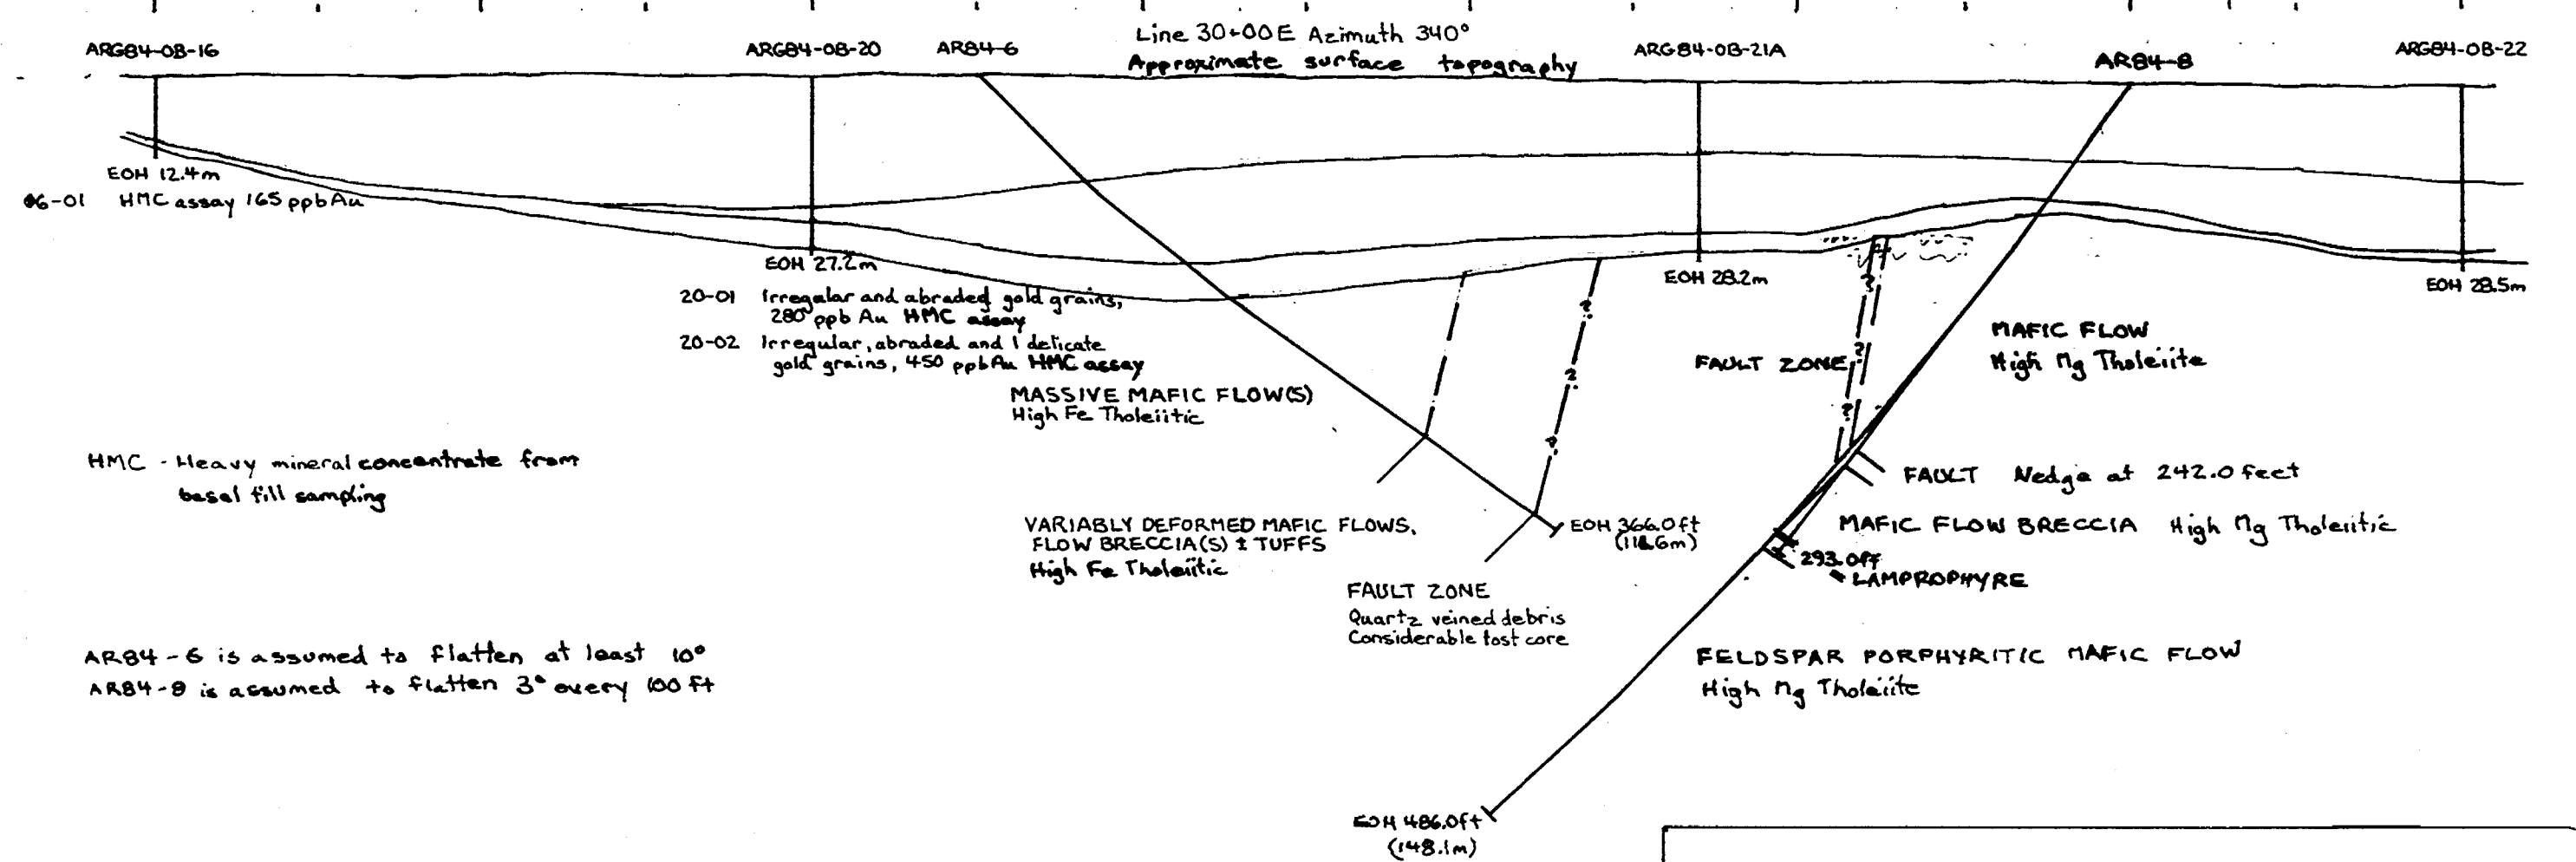 Line 30+00E Azimuth 340°
Approximate surface topography
ARG84-OB-16
ARG84-OB-20
AR84-6
ARG84-OB-21A
AR84-8
ARG84-OB-22
EOH 12.4m
06-01 HMC assay 165 ppb Au
EOH 27.2m
20-01 Irregular and abraded gold grains,
280 ppb Au HMC assay
20-02 Irregular, abraded and 1 delicate
gold grains, 450 ppb Au HMC assay
EOH 28.2m
EOH 28.5m
MASSIVE MAFIC FLOW(S)
High Fe Tholeiitic
FAULT ZONE
MAFIC FLOW
High Mg Tholeiite
HMC - Heavy mineral concentrate from
basal till sampling
FAULT Wedge at 242.0 feet
VARIABLY DEFORMED MAFIC FLOWS,
FLOW BRECCIA(S) ± TUFFS
High Fe Tholeiitic
EOH 366.0ft
MAFIC FLOW BRECCIA High Mg Tholeiitic
293.0ft
LAMPROPHYRE
FAULT ZONE
Quartz veined debris
Considerable lost core
AR84-6 is assumed to flatten at least 10°
AR84-8 is assumed to flatten 3° every 100 ft
FELDSPAR PORPHYRITIC MAFIC FLOW
High Mg Tholeiite
EOH 486.0ft
(148.1m)